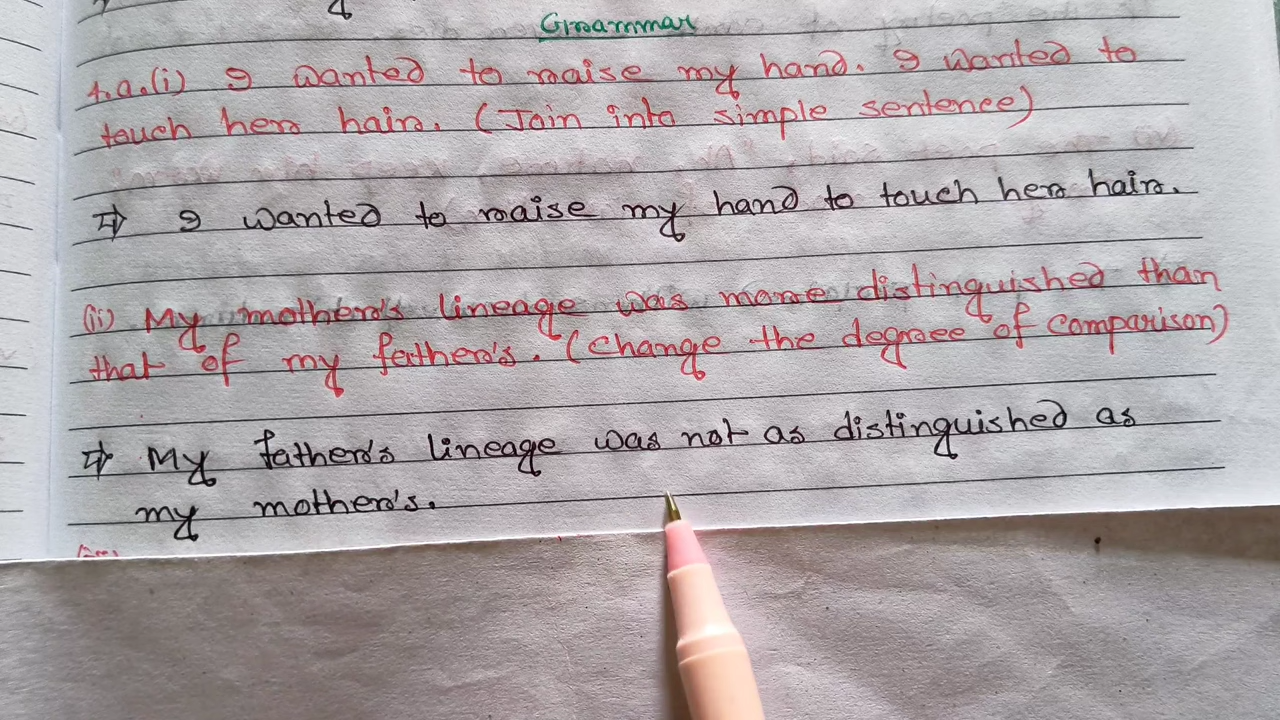 Grammar
1.a.(i) I wanted to raise my hand. I wanted to
touch her hair. (Join into simple sentence)
⇒ I wanted to raise my hand to touch her hair.
(ii) My mother's lineage was more distinguished than
that of my father's. (Change the degree of comparison)
⇒ My father's lineage was not as distinguished as
my mother's.